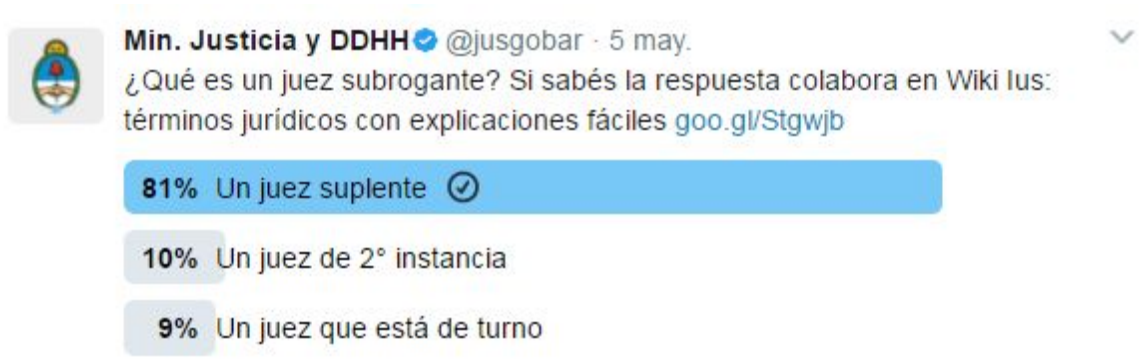 Min. Justicia y DDHH @jusgobar · 5 may.
¿Qué es un juez subrogante? Si sabés la respuesta colabora en Wiki Ius:
términos jurídicos con explicaciones fáciles goo.gl/Stgwjb
81% Un juez suplente
10% Un juez de 2° instancia
9% Un juez que está de turno